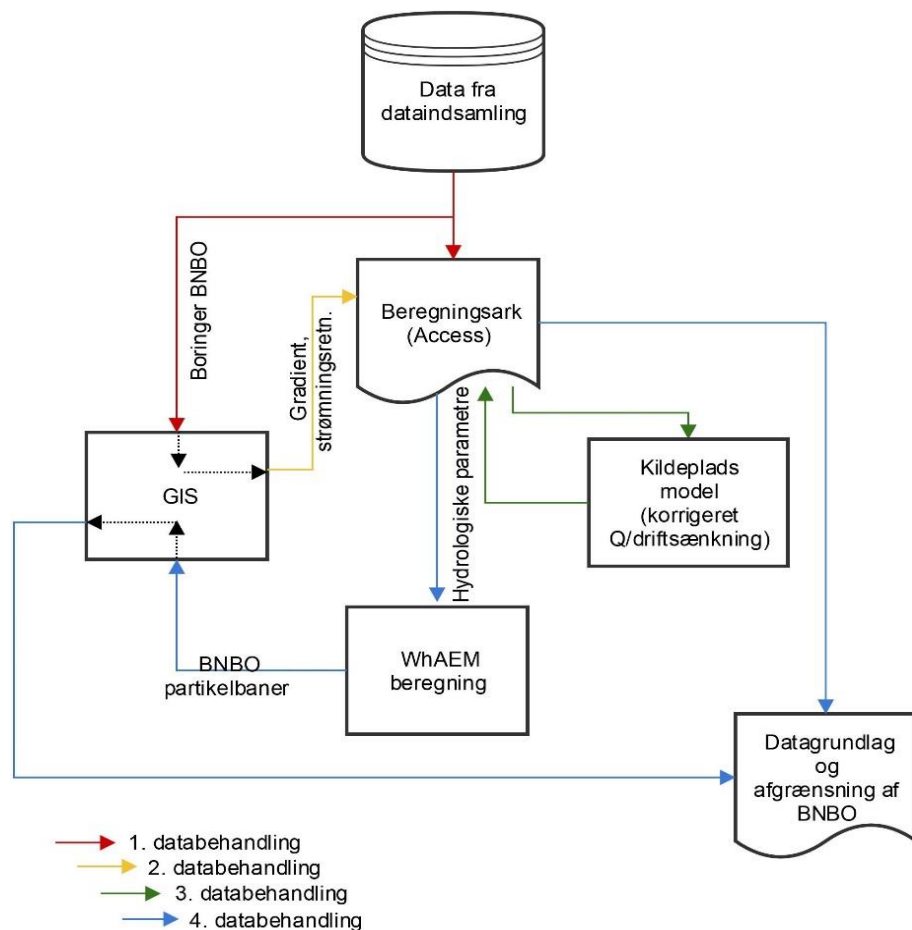 Data fra
dataindsamling
Boringer BNBO
Gradient,
strømningsretn.
Beregningsark
(Access)
Hydrologiske parametre
Kildeplads
model
(korrigeret
Q/driftsænkning)
GIS
BNBO
partikelbaner
WhAEM
beregning
Datagrundlag
og
afgrænsning af
BNBO
1. databehandling
2. databehandling
3. databehandling
4. databehandling